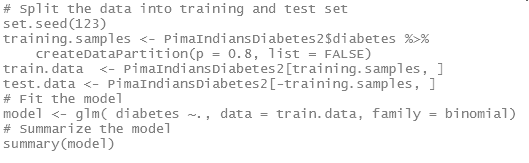 # Split the data into training and test set
set.seed(123)
training.samples <- PimaIndiansDiabetes2$diabetes %>%
    createDataPartition(p = 0.8, list = FALSE)
train.data  <- PimaIndiansDiabetes2[training.samples, ]
test.data <- PimaIndiansDiabetes2[-training.samples, ]
# Fit the model
model <- glm( diabetes ~., data = train.data, family = binomial)
# Summarize the model
summary(model)